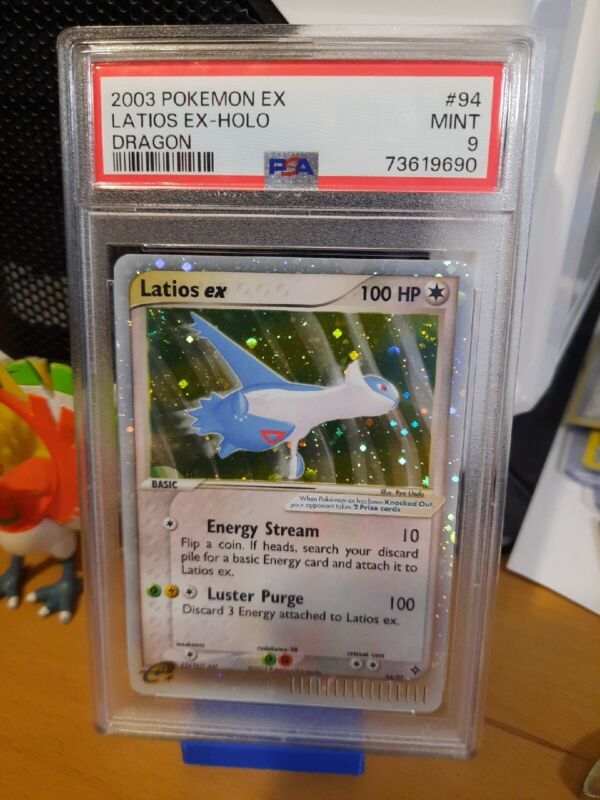 2003 POKEMON EX #94
LATIOS EX-HOLO MINT
DRAGON 9
PSA 73619690
Latios ex 100 HP
BASIC
Illus. Ryo Ueda
When Pokémon-ex has been Knocked Out,
your opponent takes 2 Prize cards
Energy Stream 10
Flip a coin. If heads, search your discard
pile for a basic Energy card and attach it to
Latios ex.
Luster Purge 100
Discard 3 Energy attached to Latios ex.
weakness resistance-30 retreat cost